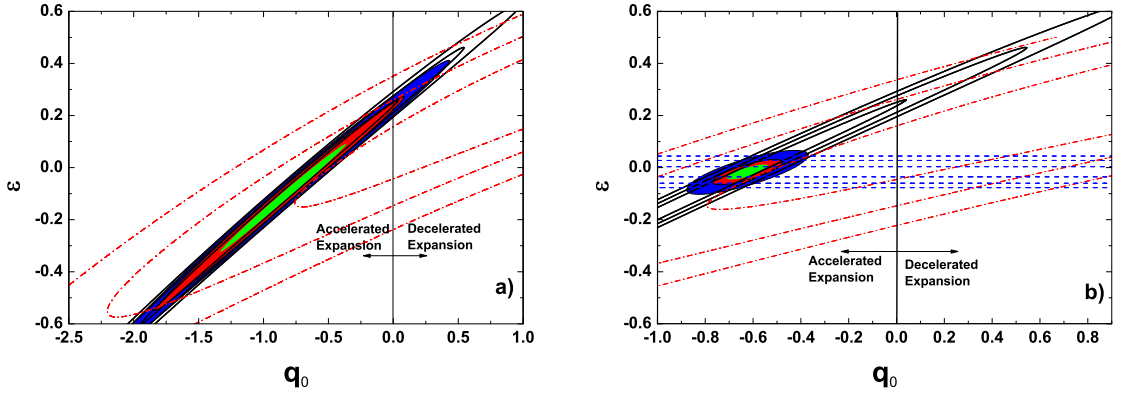 0.6
0.4
0.2
0.0
-0.2
-0.4
-0.6
ε
Accelerated
Expansion
Decelerated
Expansion
a)
-2.5 -2.0 -1.5 -1.0 -0.5 0.0 0.5 1.0
q0
0.6
0.4
0.2
0.0
-0.2
-0.4
-0.6
ε
Accelerated
Expansion
Decelerated
Expansion
b)
-1.0 -0.8 -0.6 -0.4 -0.2 0.0 0.2 0.4 0.6 0.8
q0